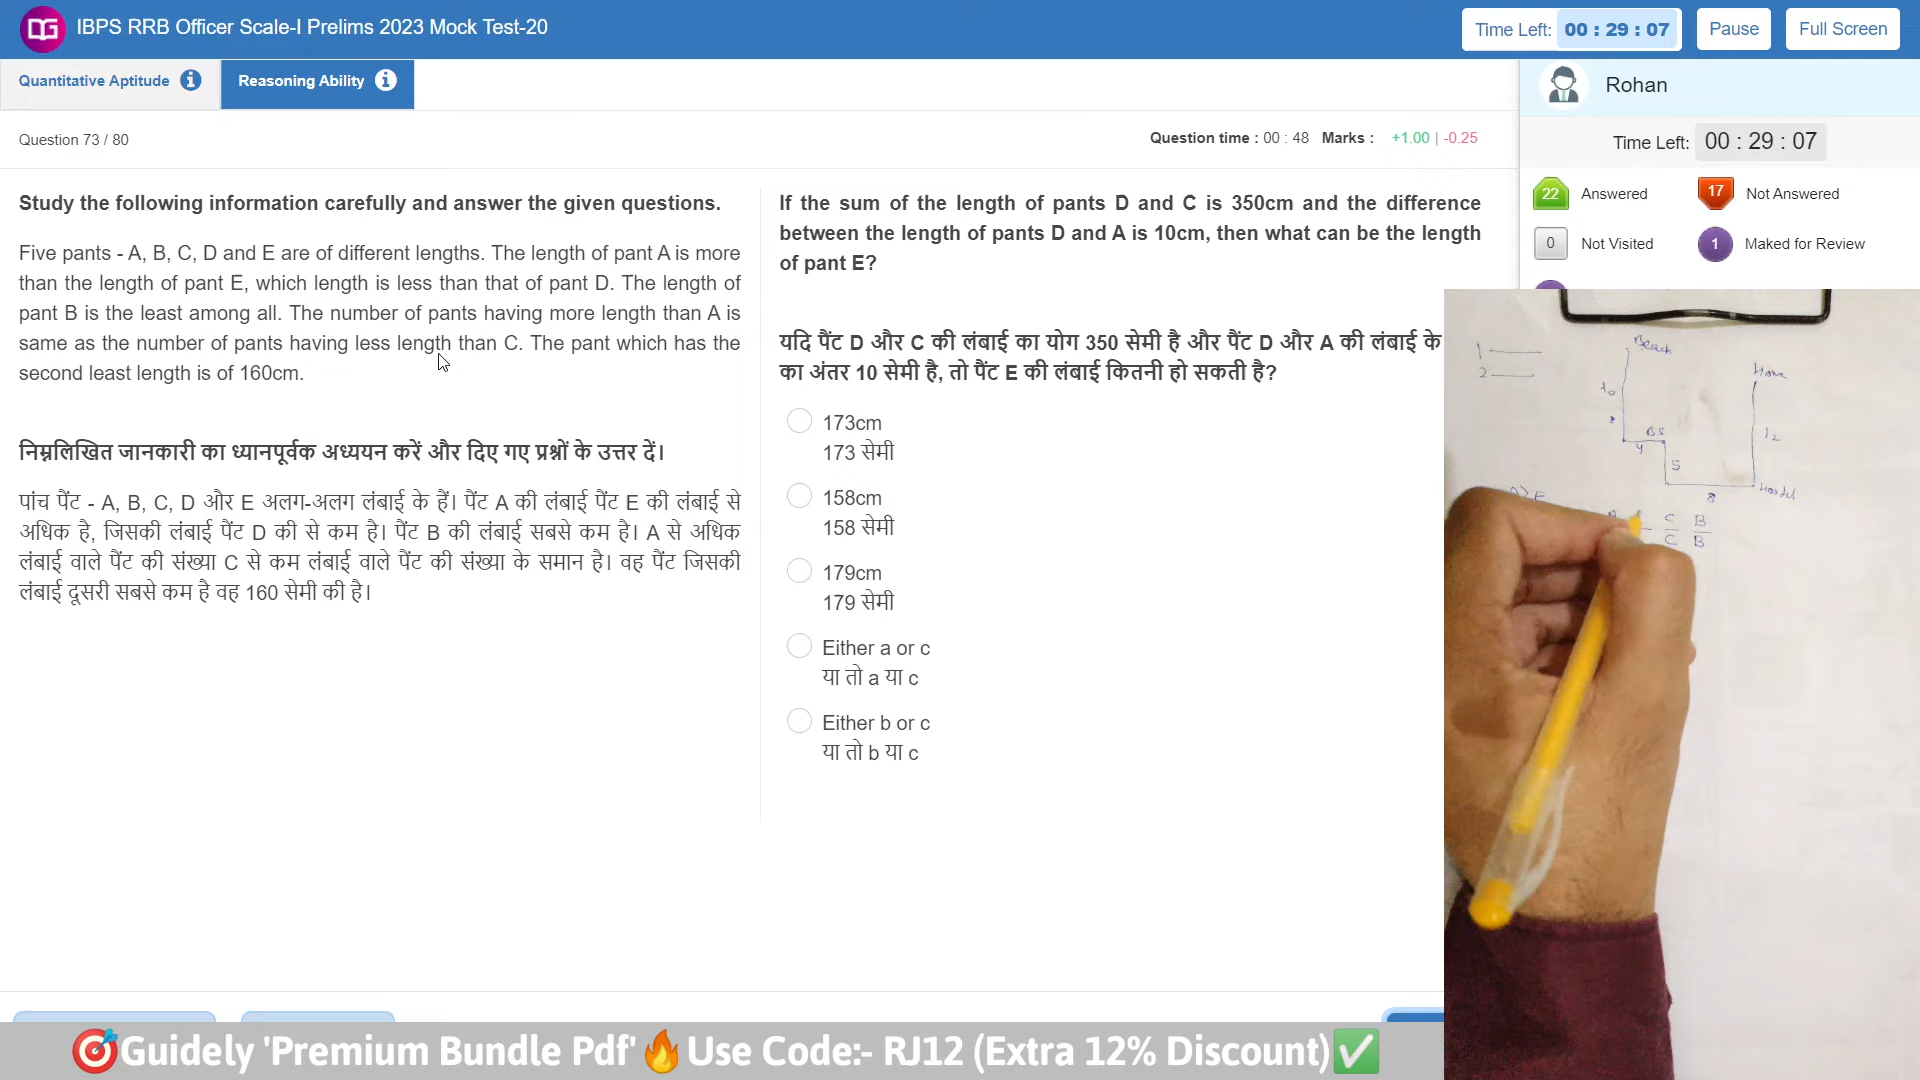 IBPS RRB Officer Scale-I Prelims 2023 Mock Test-20
Time Left: 00 : 29 : 07
Pause
Full Screen
Quantitative Aptitude
Reasoning Ability
Rohan
Question 73 / 80
Question time : 00 : 48 Marks : +1.00 | -0.25
Time Left: 00 : 29 : 07
22 Answered
17 Not Answered
0 Not Visited
1 Maked for Review
Study the following information carefully and answer the given questions.
Five pants - A, B, C, D and E are of different lengths. The length of pant A is more
than the length of pant E, which length is less than that of pant D. The length of
pant B is the least among all. The number of pants having more length than A is
same as the number of pants having less length than C. The pant which has the
second least length is of 160cm.
निम्नलिखित जानकारी का ध्यानपूर्वक अध्ययन करें और दिए गए प्रश्नों के उत्तर दें।
पांच पैंट - A, B, C, D और E अलग-अलग लंबाई के हैं। पैंट A की लंबाई पैंट E की लंबाई से
अधिक है, जिसकी लंबाई पैंट D की से कम है। पैंट B की लंबाई सबसे कम है। A से अधिक
लंबाई वाले पैंट की संख्या C से कम लंबाई वाले पैंट की संख्या के समान है। वह पैंट जिसकी
लंबाई दूसरी सबसे कम है वह 160 सेमी की है।
If the sum of the length of pants D and C is 350cm and the difference
between the length of pants D and A is 10cm, then what can be the length
of pant E?
यदि पैंट D और C की लंबाई का योग 350 सेमी है और पैंट D और A की लंबाई के
का अंतर 10 सेमी है, तो पैंट E की लंबाई कितनी हो सकती है?
173cm
173 सेमी
158cm
158 सेमी
179cm
179 सेमी
Either a or c
या तो a या c
Either b or c
या तो b या c
Beach
1
2
BS
4
5
8
12
Hostel
C B
C B
Guidely 'Premium Bundle Pdf' Use Code:- RJ12 (Extra 12% Discount)